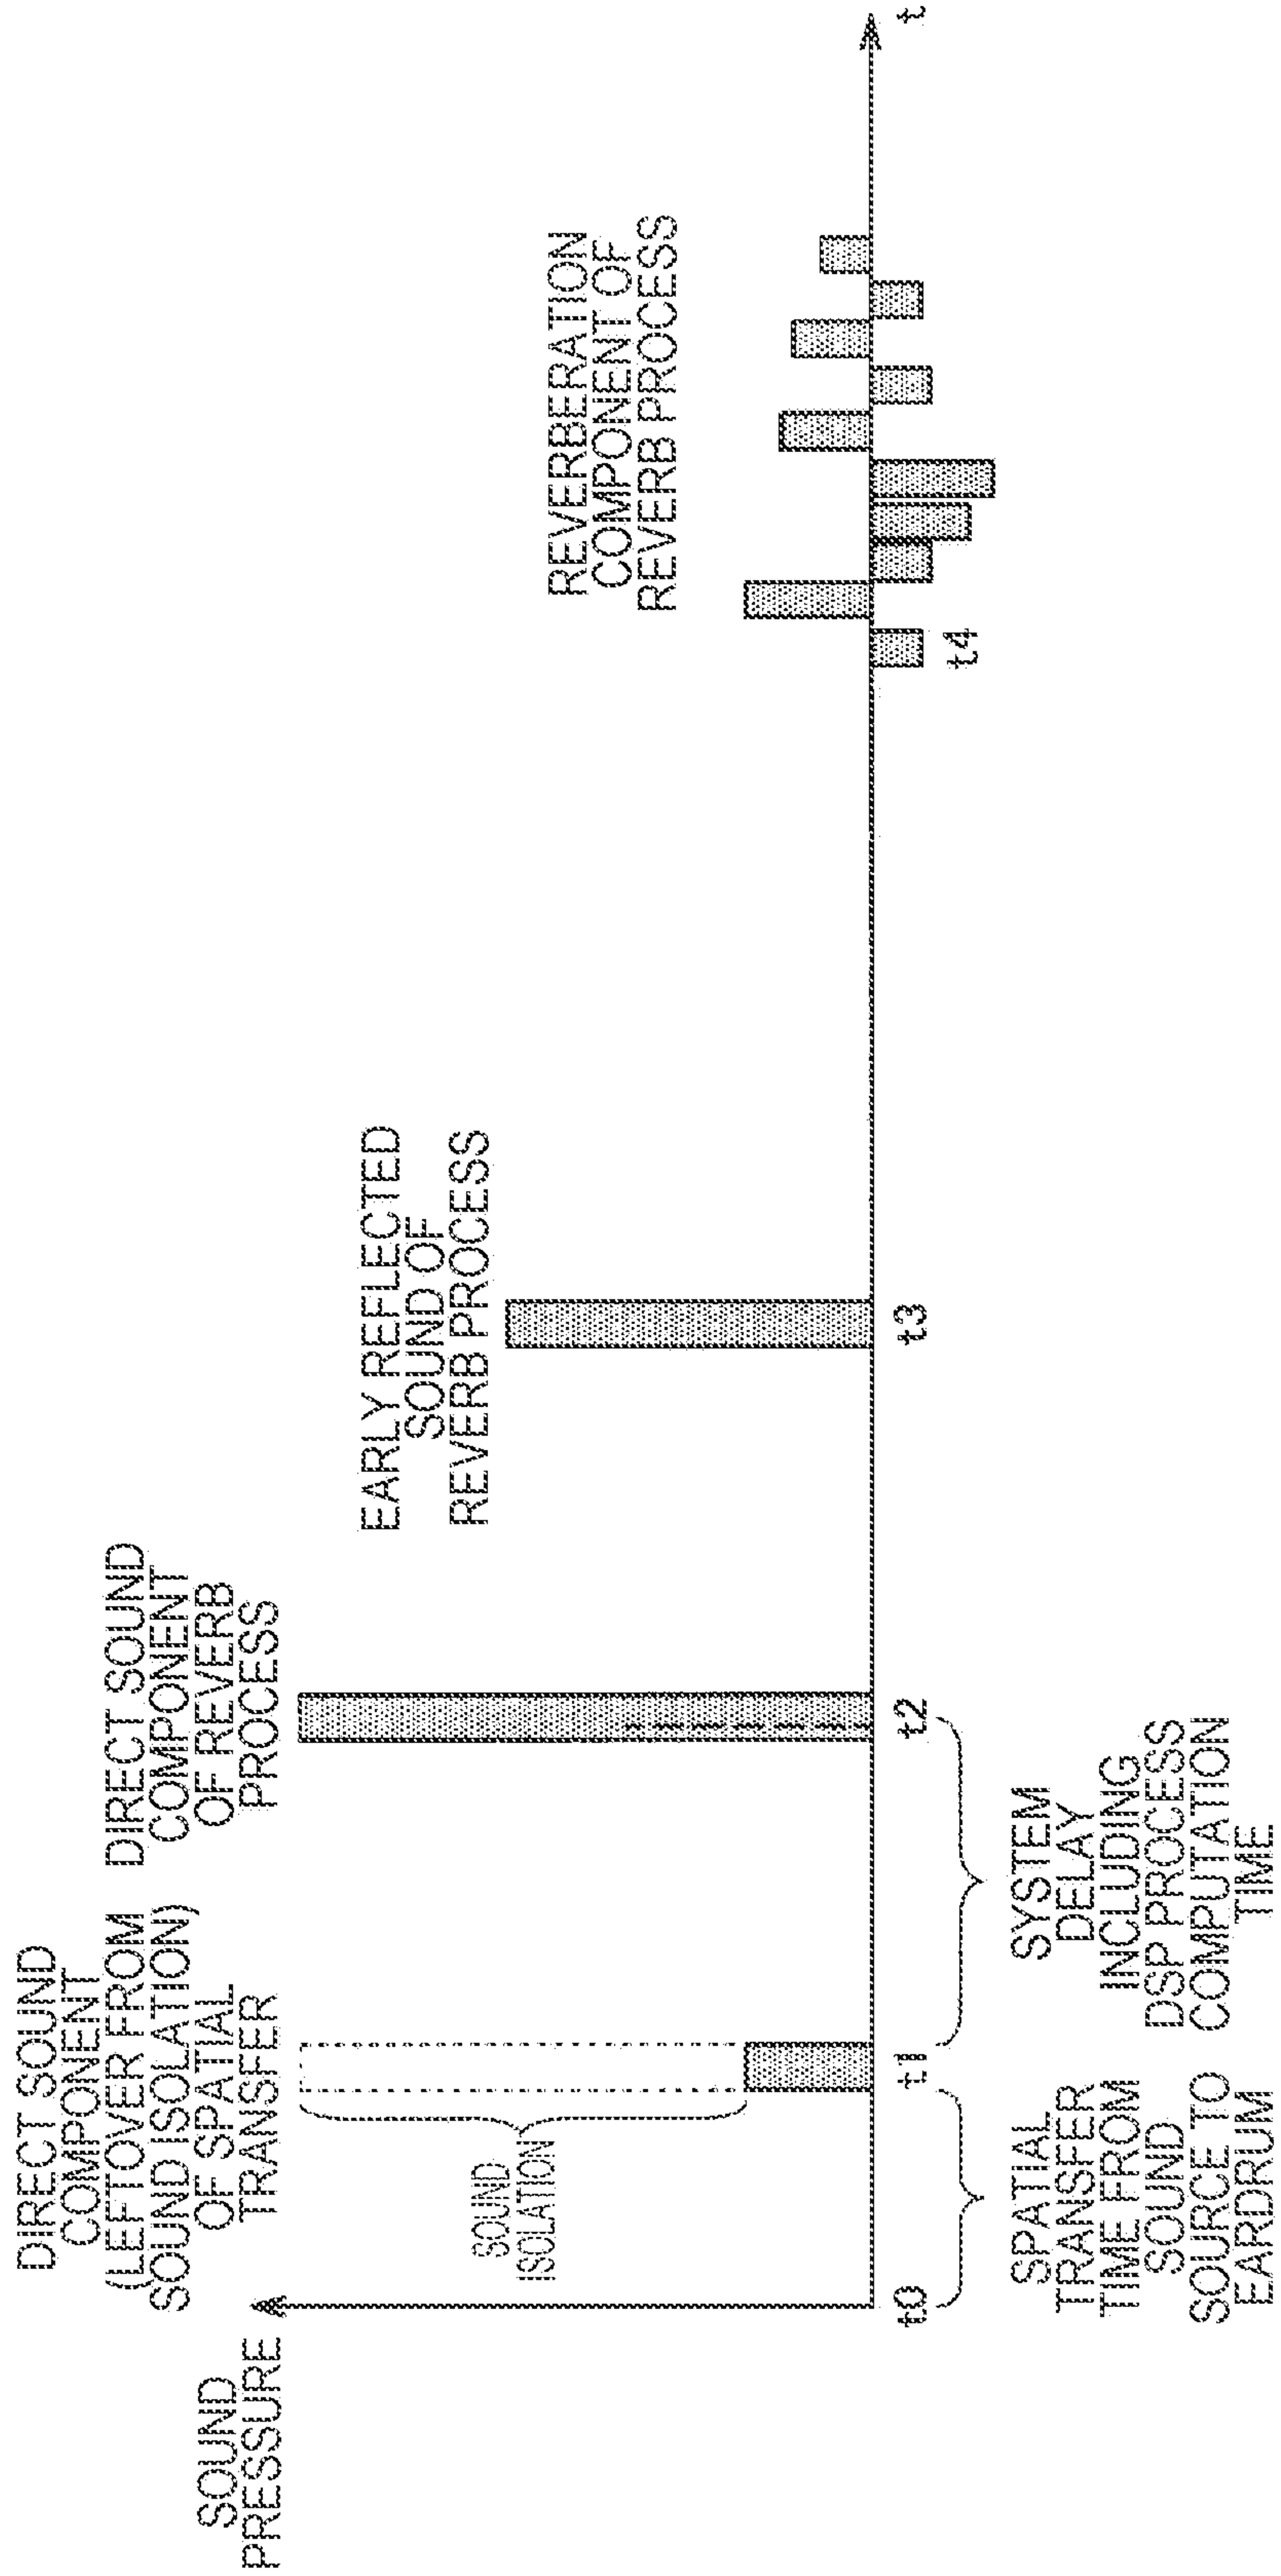 SOUND
PRESSURE
DIRECT SOUND
COMPONENT
(LEFTOVER FROM
SOUND ISOLATION)
OF SPATIAL
TRANSFER
DIRECT SOUND
COMPONENT
OF REVERB
PROCESS
EARLY REFLECTED
SOUND OF
REVERB PROCESS
REVERBERATION
COMPONENT OF
REVERB PROCESS
SOUND
ISOLATION
t0
t1
t2
t3
t4
t
SPATIAL
TRANSFER
TIME FROM
SOUND
SOURCE TO
EARDRUM
SYSTEM
DELAY
INCLUDING
DSP PROCESS
COMPUTATION
TIME